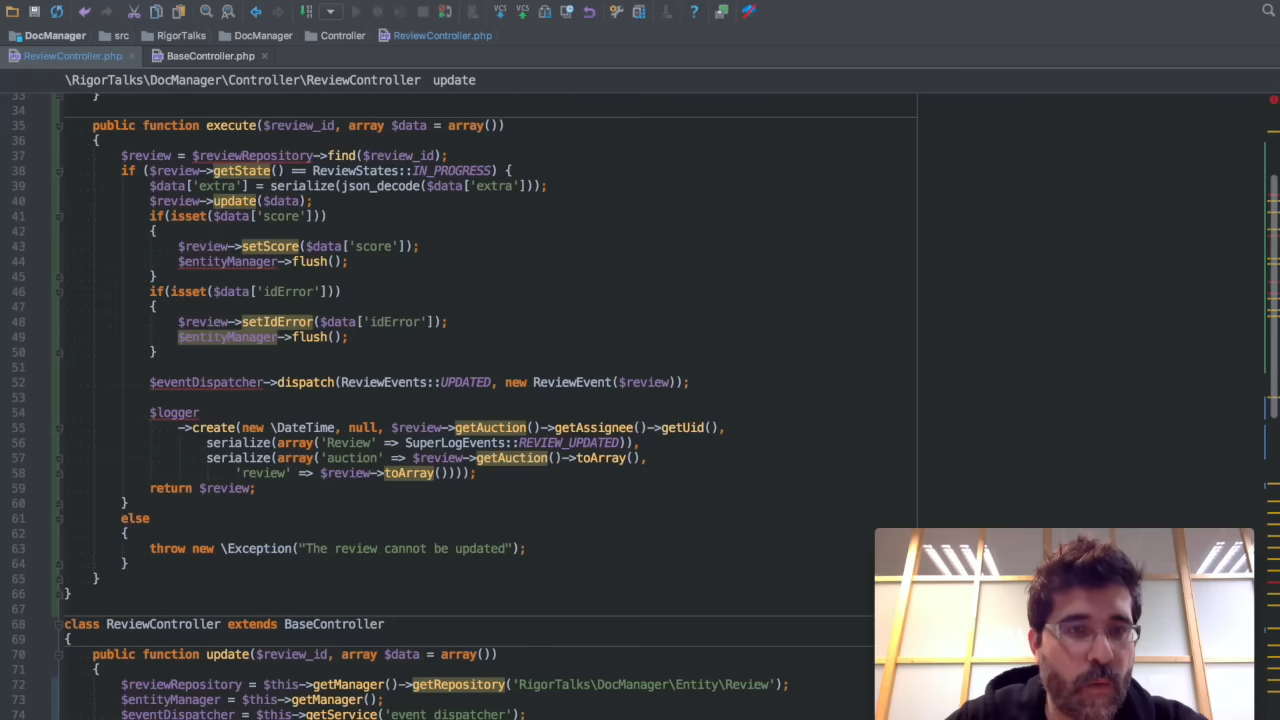 DocManager src RigorTalks DocManager Controller ReviewController.php
ReviewController.php × BaseController.php ×
\RigorTalks\DocManager\Controller\ReviewController update
33 }
34
35 public function execute($review_id, array $data = array())
36 {
37 $review = $reviewRepository->find($review_id);
38 if ($review->getState() == ReviewStates::IN_PROGRESS) {
39 $data['extra'] = serialize(json_decode($data['extra']));
40 $review->update($data);
41 if(isset($data['score']))
42 {
43 $review->setScore($data['score']);
44 $entityManager->flush();
45 }
46 if(isset($data['idError']))
47 {
48 $review->setIdError($data['idError']);
49 $entityManager->flush();
50 }
51
52 $eventDispatcher->dispatch(ReviewEvents::UPDATED, new ReviewEvent($review));
53
54 $logger
55 ->create(new \DateTime, null, $review->getAuction()->getAssignee()->getUid(),
56 serialize(array('Review' => SuperLogEvents::REVIEW_UPDATED)),
57 serialize(array('auction' => $review->getAuction()->toArray(),
58 'review' => $review->toArray())));
59 return $review;
60 }
61 else
62 {
63 throw new \Exception("The review cannot be updated");
64 }
65 }
66 }
67
68 class ReviewController extends BaseController
69 {
70 public function update($review_id, array $data = array())
71 {
72 $reviewRepository = $this->getManager()->getRepository('RigorTalks\DocManager\Entity\Review');
73 $entityManager = $this->getManager();
74 $eventDispatcher = $this->getService('event_dispatcher');